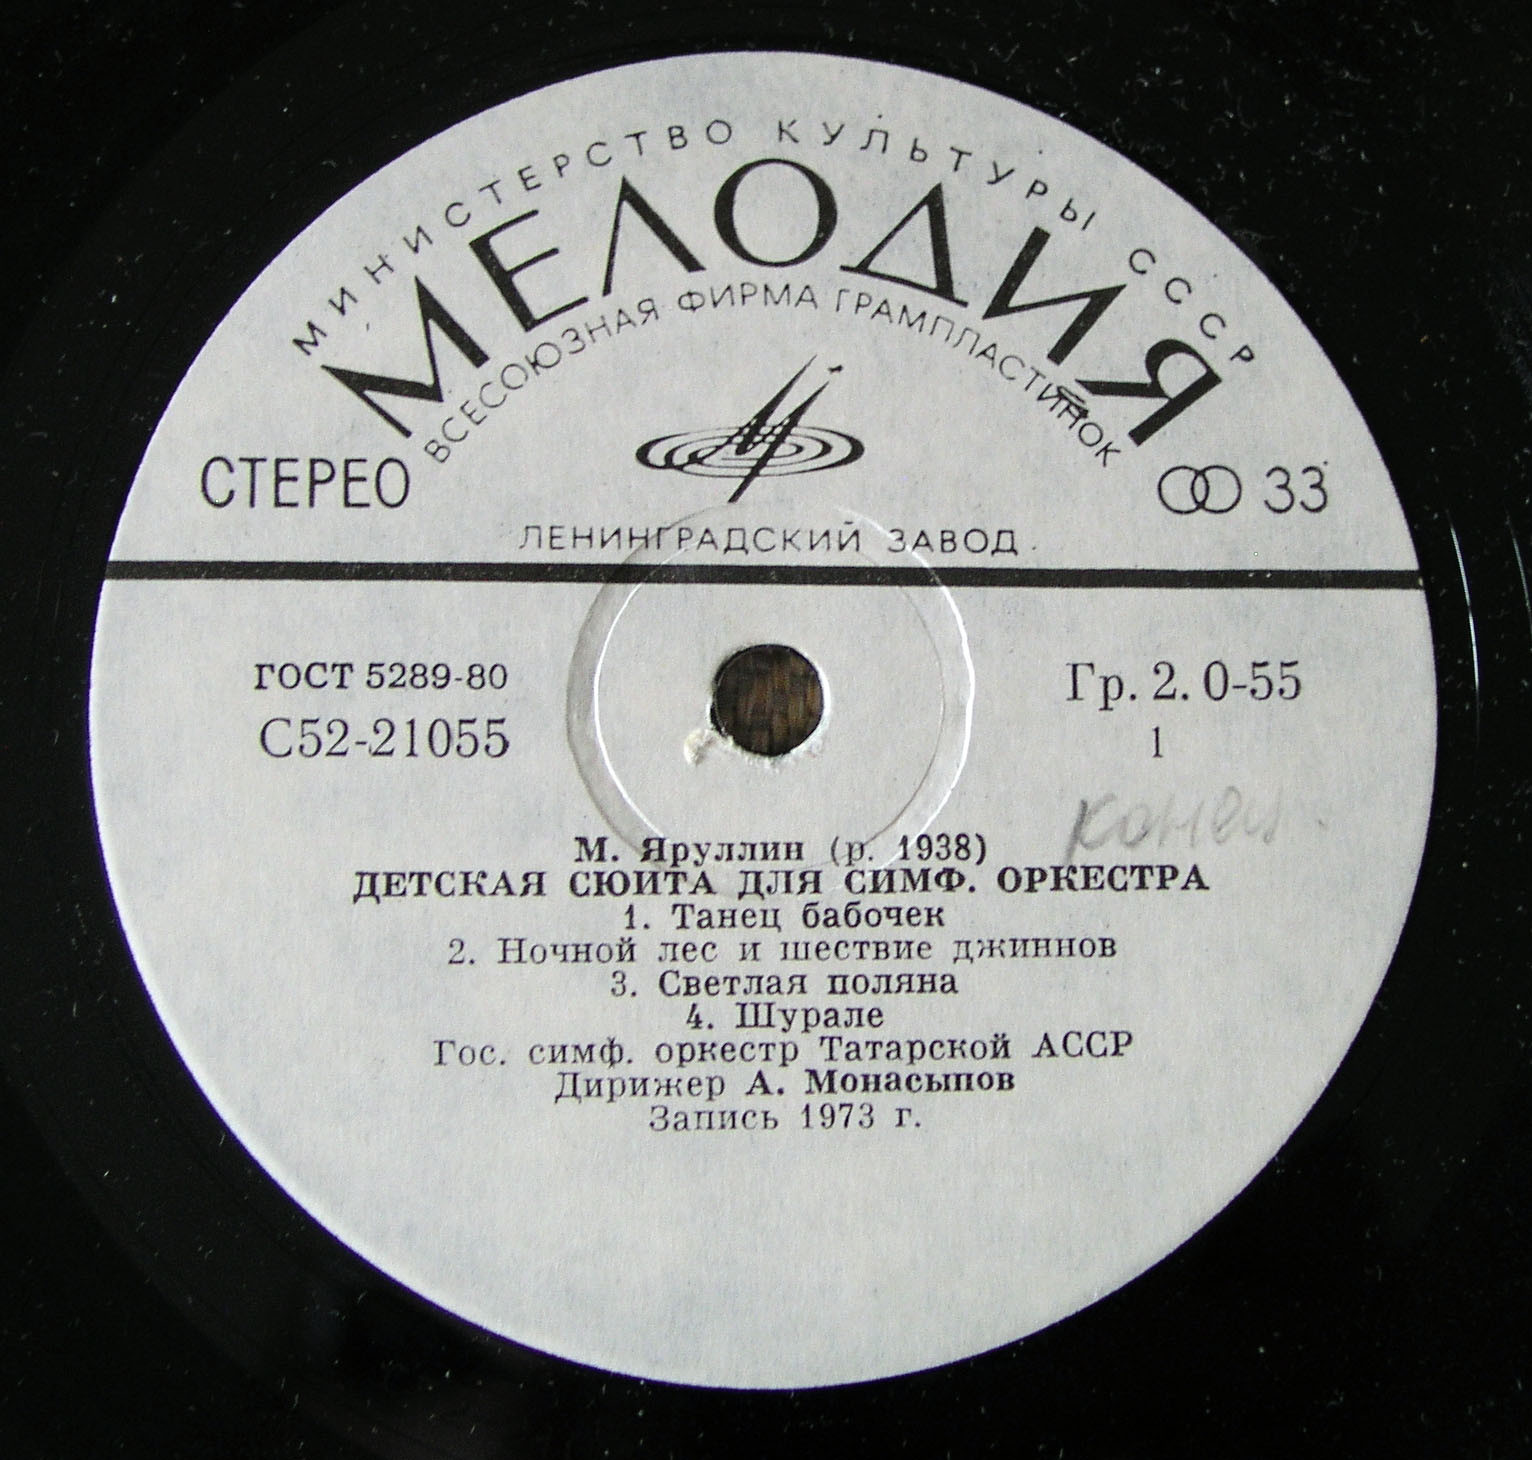 МИНИСТЕРСТВО КУЛЬТУРЫ СССР
МЕЛОДИЯ
ВСЕСОЮЗНАЯ ФИРМА ГРАМПЛАСТИНОК
СТЕРЕО
33
ЛЕНИНГРАДСКИЙ ЗАВОД
ГОСТ 5289-80
Гр. 2. 0-55
С52-21055
1
конец.
М. Яруллин (р. 1938)
ДЕТСКАЯ СЮИТА ДЛЯ СИМФ. ОРКЕСТРА
1. Танец бабочек
2. Ночной лес и шествие джиннов
3. Светлая поляна
4. Шурале
Гос. симф. оркестр Татарской АССР
Дирижер А. Монасыпов
Запись 1973 г.